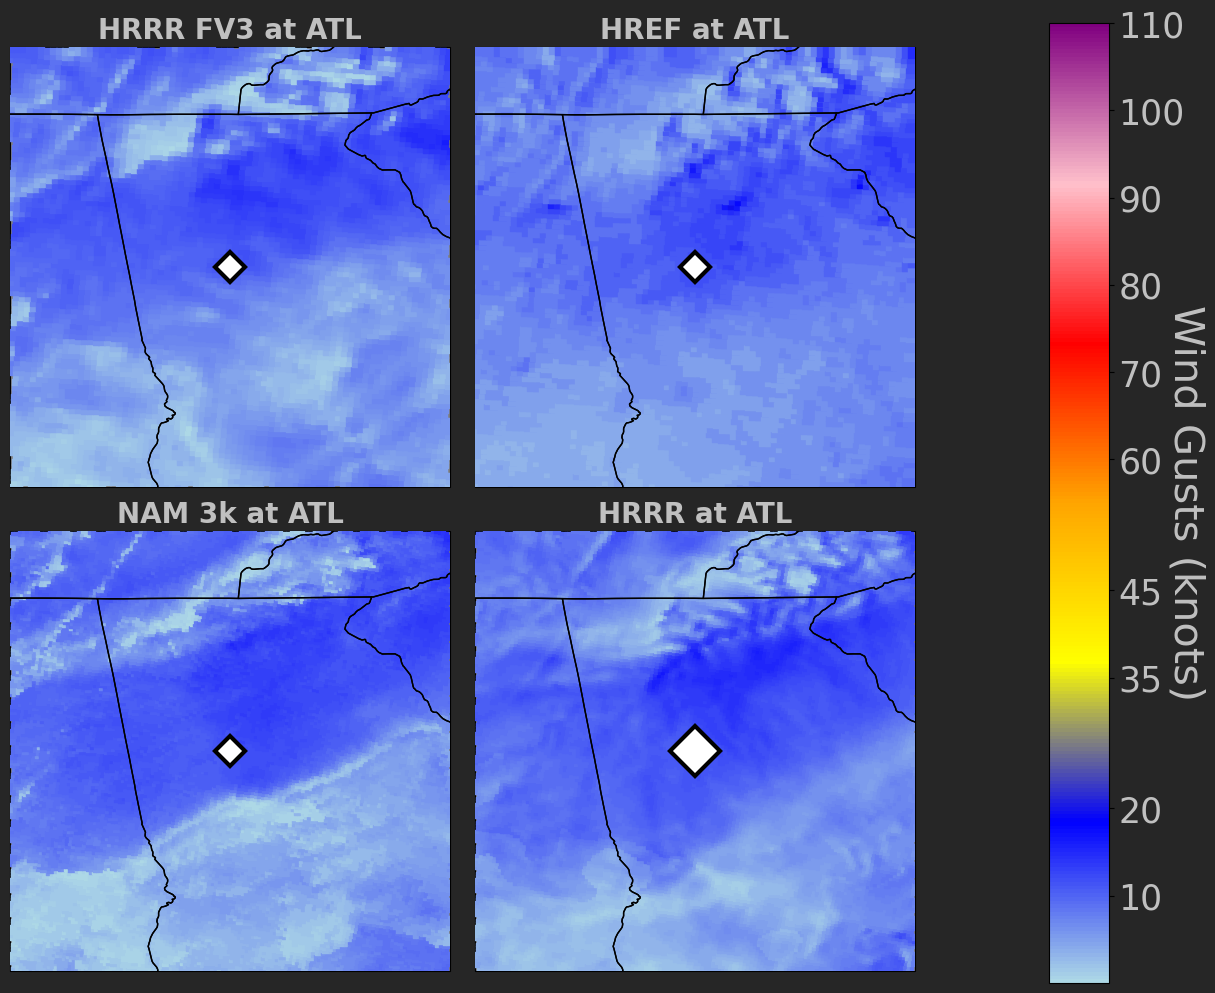 HRRR FV3 at ATL
HREF at ATL
NAM 3k at ATL
HRRR at ATL
110
100
90
80
70
60
45
35
20
10
Wind Gusts (knots)